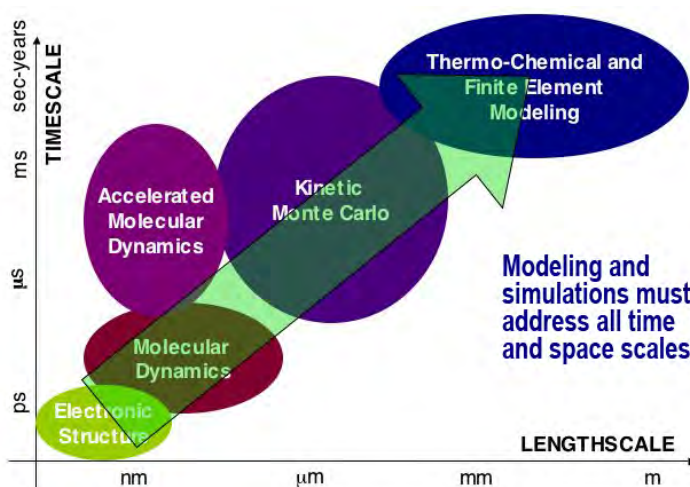 sec-years
TIMESCALE
ms
μs
ps
Thermo-Chemical and
Finite Element
Modeling
Accelerated
Molecular
Dynamics
Kinetic
Monte Carlo
Modeling and
simulations must
address all time
and space scales
Molecular
Dynamics
Electronic
Structure
LENGTHSCALE
nm
μm
mm
m